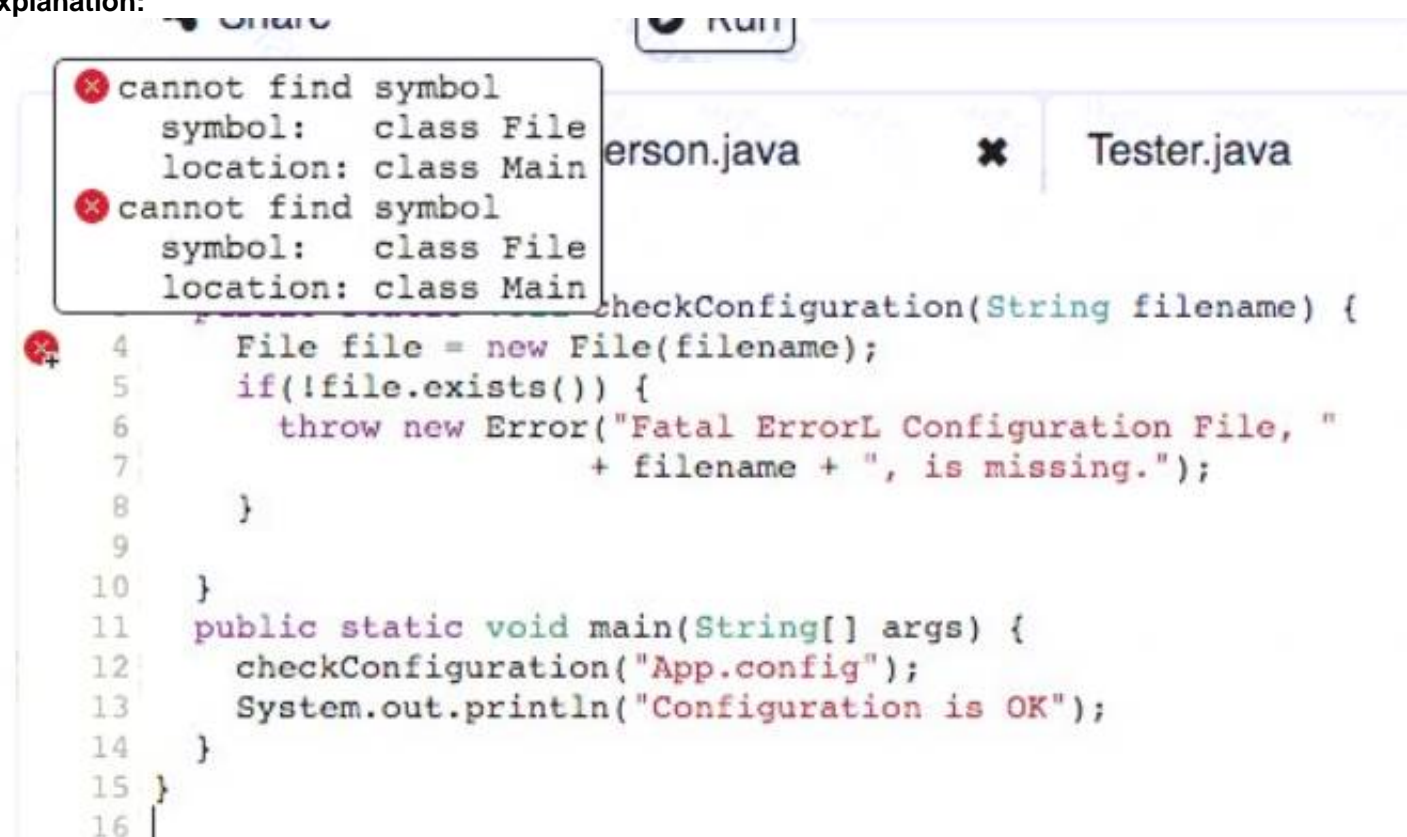 xplanation:
Share
Run
cannot find symbol
symbol: class File
location: class Main
cannot find symbol
symbol: class File
location: class Main
erson.java ✖ Tester.java
checkConfiguration(String filename) {
4 File file = new File(filename);
5 if(!file.exists()) {
6 throw new Error("Fatal ErrorL Configuration File, "
7 + filename + ", is missing.");
8 }
9
10 }
11 public static void main(String[] args) {
12 checkConfiguration("App.config");
13 System.out.println("Configuration is OK");
14 }
15 }
16